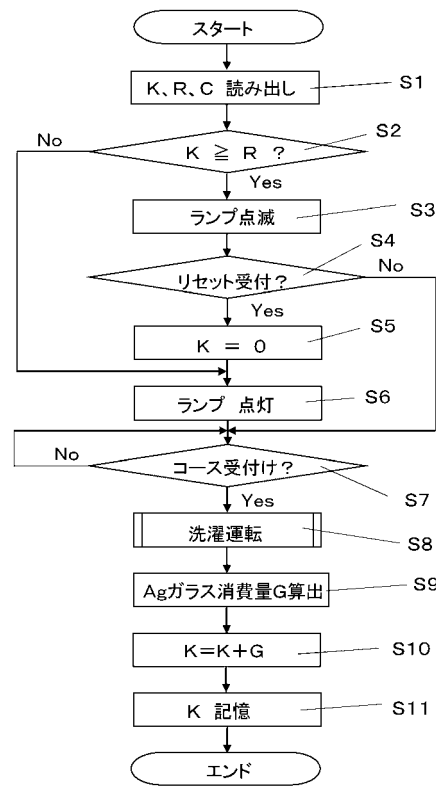 スタート
K、R、C 読み出し
S1
K ≧ R ?
S2
No
Yes
ランプ点滅
S3
リセット受付?
S4
No
Yes
K = 0
S5
ランプ 点灯
S6
コース受付け?
No
S7
Yes
洗濯運転
S8
Agガラス消費量G算出
S9
K=K+G
S10
K 記憶
S11
エンド